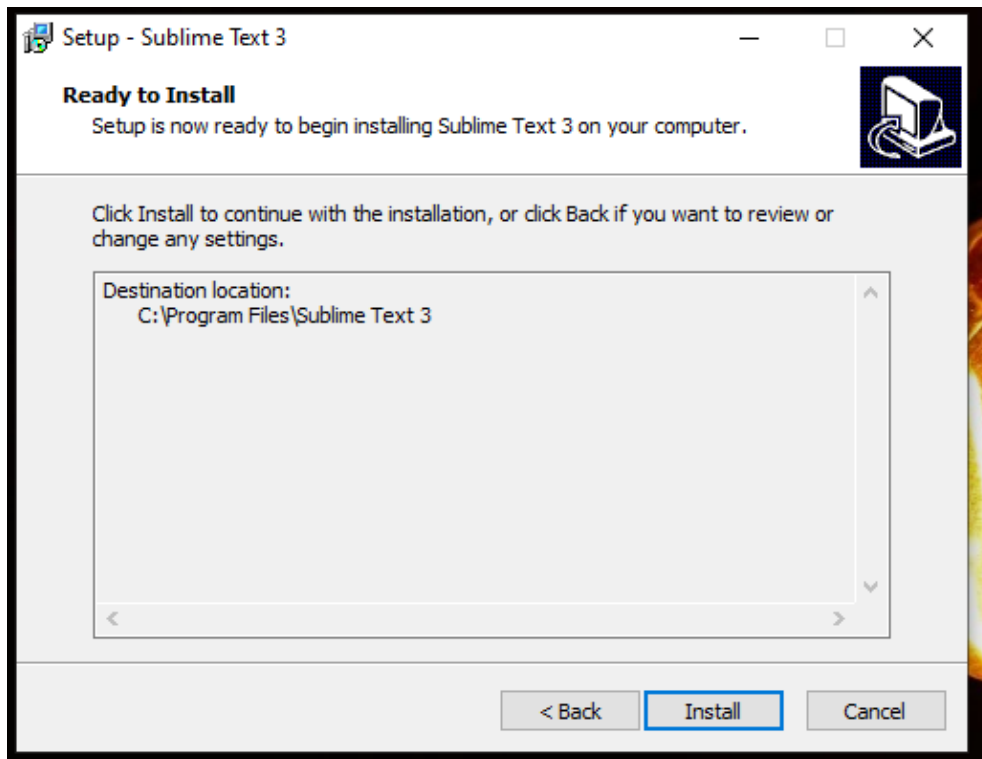 Setup - Sublime Text 3
Ready to Install
Setup is now ready to begin installing Sublime Text 3 on your computer.
Click Install to continue with the installation, or click Back if you want to review or
change any settings.
Destination location:
C:\Program Files\Sublime Text 3
< Back
Install
Cancel